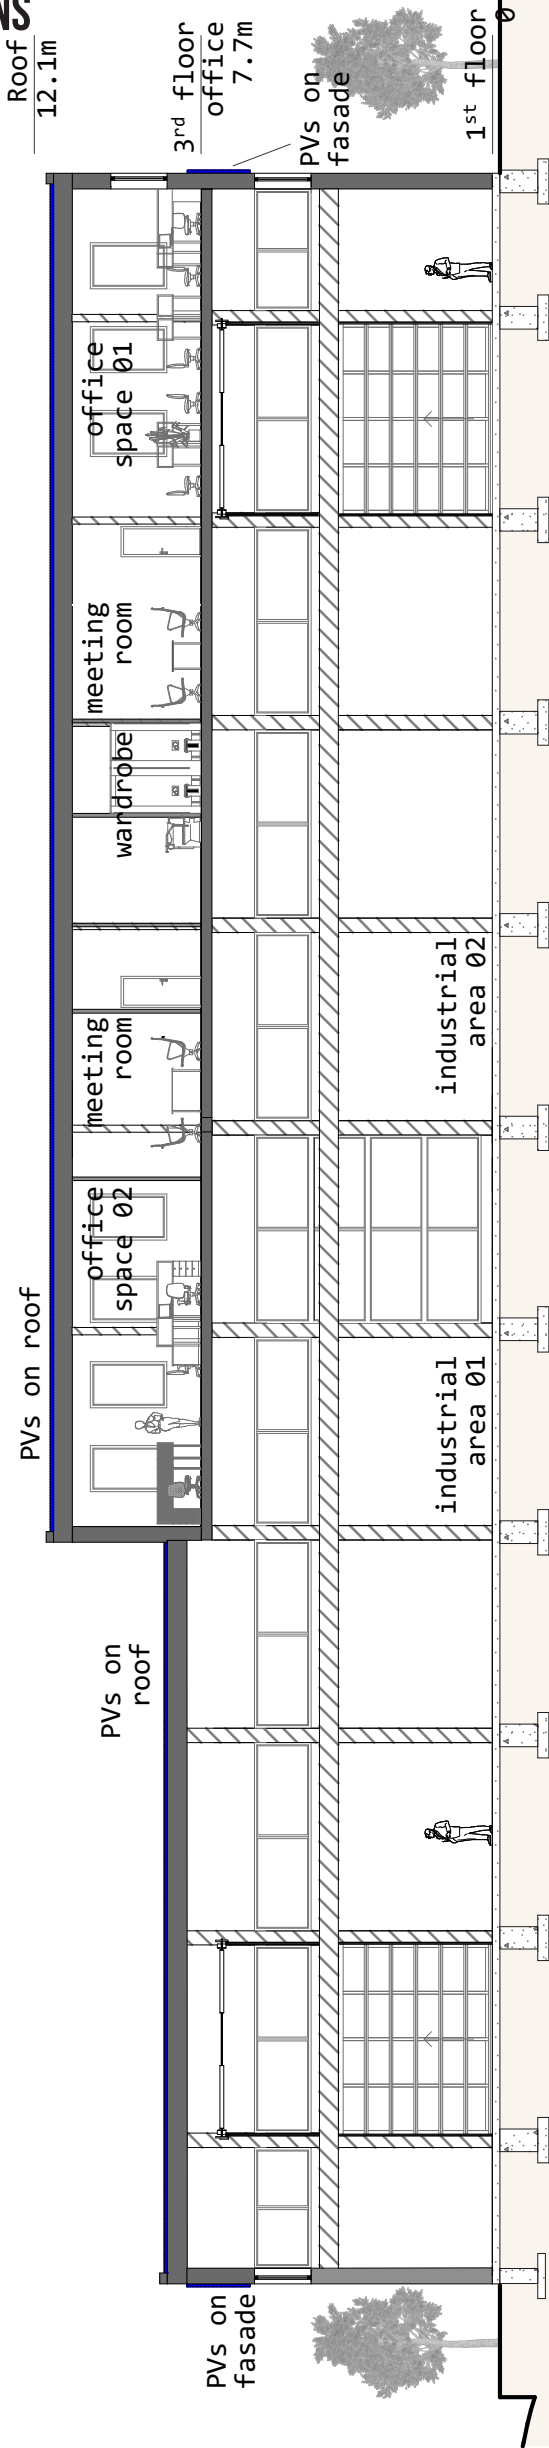 NS
Roof
12.1m
PVs on roof
office
space 02
meeting
room
wardrobe
meeting
room
office
space 01
PVs on
roof
3rd floor
office
7.7m
PVs on
fasade
PVs on
fasade
industrial
area 01
industrial
area 02
1st floor
0